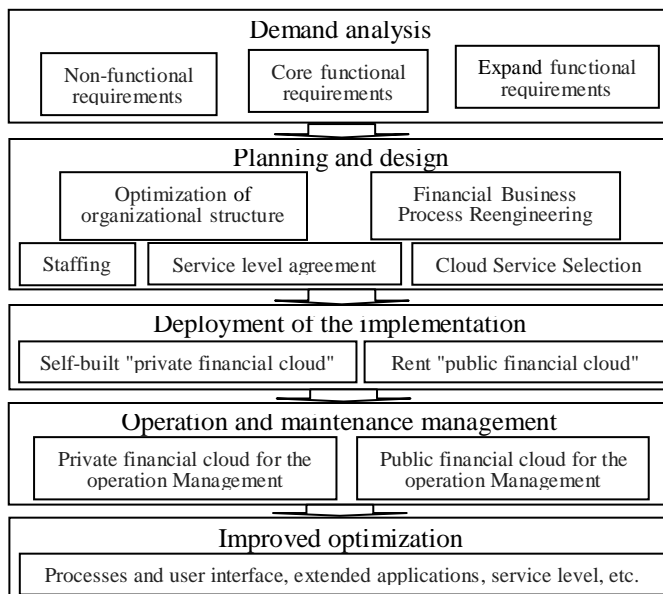 Demand analysis
Non-functional
requirements
Core functional
requirements
Expand functional
requirements
Planning and design
Optimization of
organizational structure
Financial Business
Process Reengineering
Staffing
Service level agreement
Cloud Service Selection
Deployment of the implementation
Self-built "private financial cloud"
Rent "public financial cloud"
Operation and maintenance management
Private financial cloud for the
operation Management
Public financial cloud for the
operation Management
Improved optimization
Processes and user interface, extended applications, service level, etc.